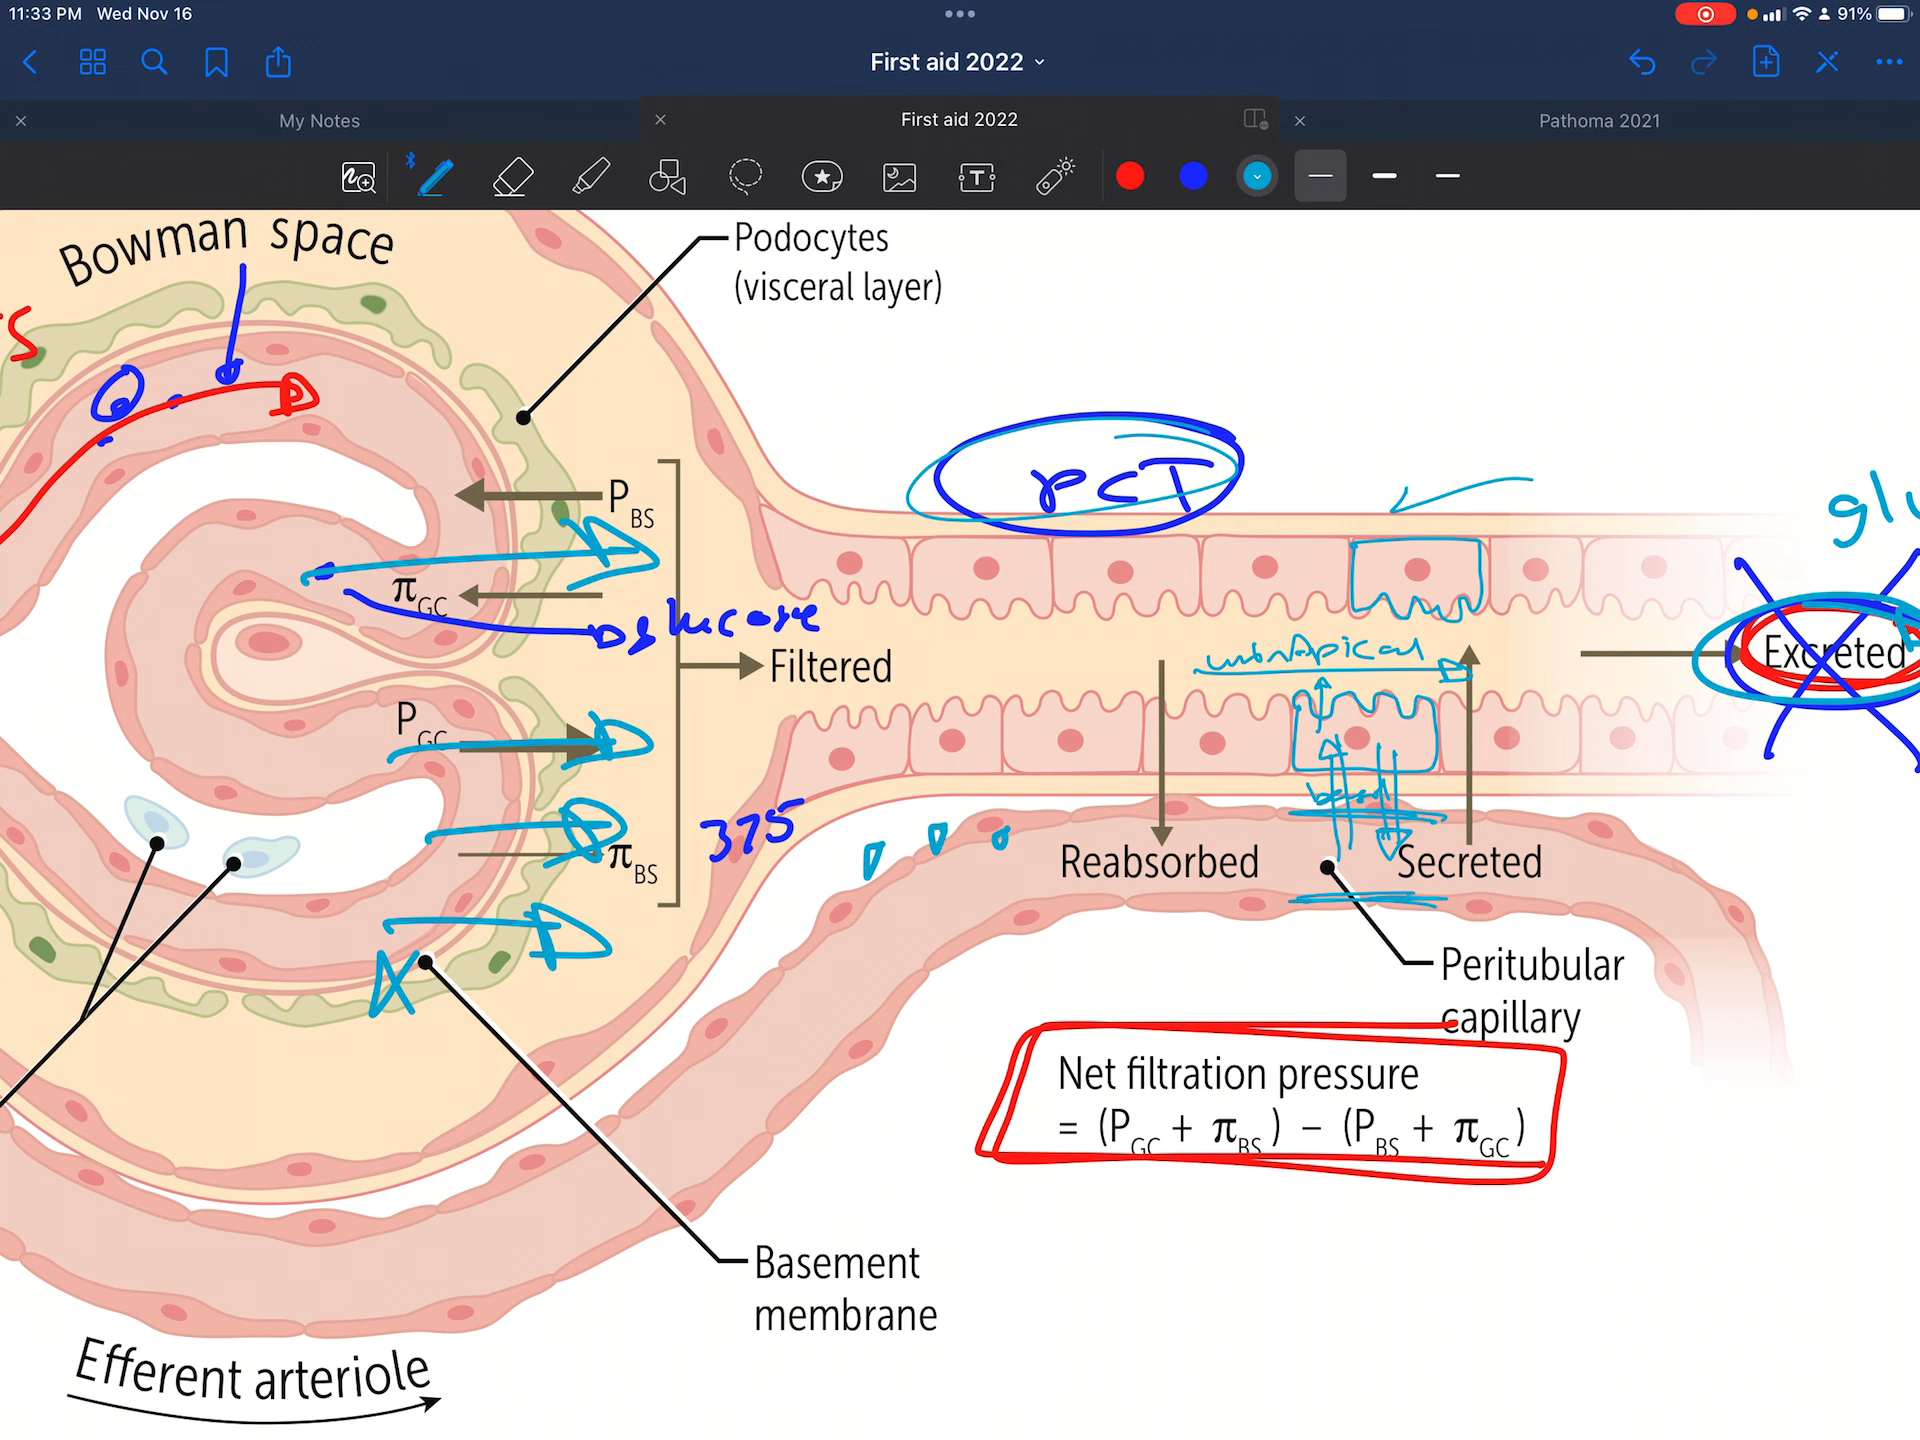 11:33 PM Wed Nov 16
91%
First aid 2022
My Notes
First aid 2022
Pathoma 2021
Bowman space
Podocytes
(visceral layer)
PCT
P BS
π GC
glucose
Filtered
Apical
Excreted
P GC
375
π BS
Reabsorbed
Secreted
Peritubular
capillary
Net filtration pressure
= (P GC + π BS) − (P BS + π GC)
Basement
membrane
Efferent arteriole